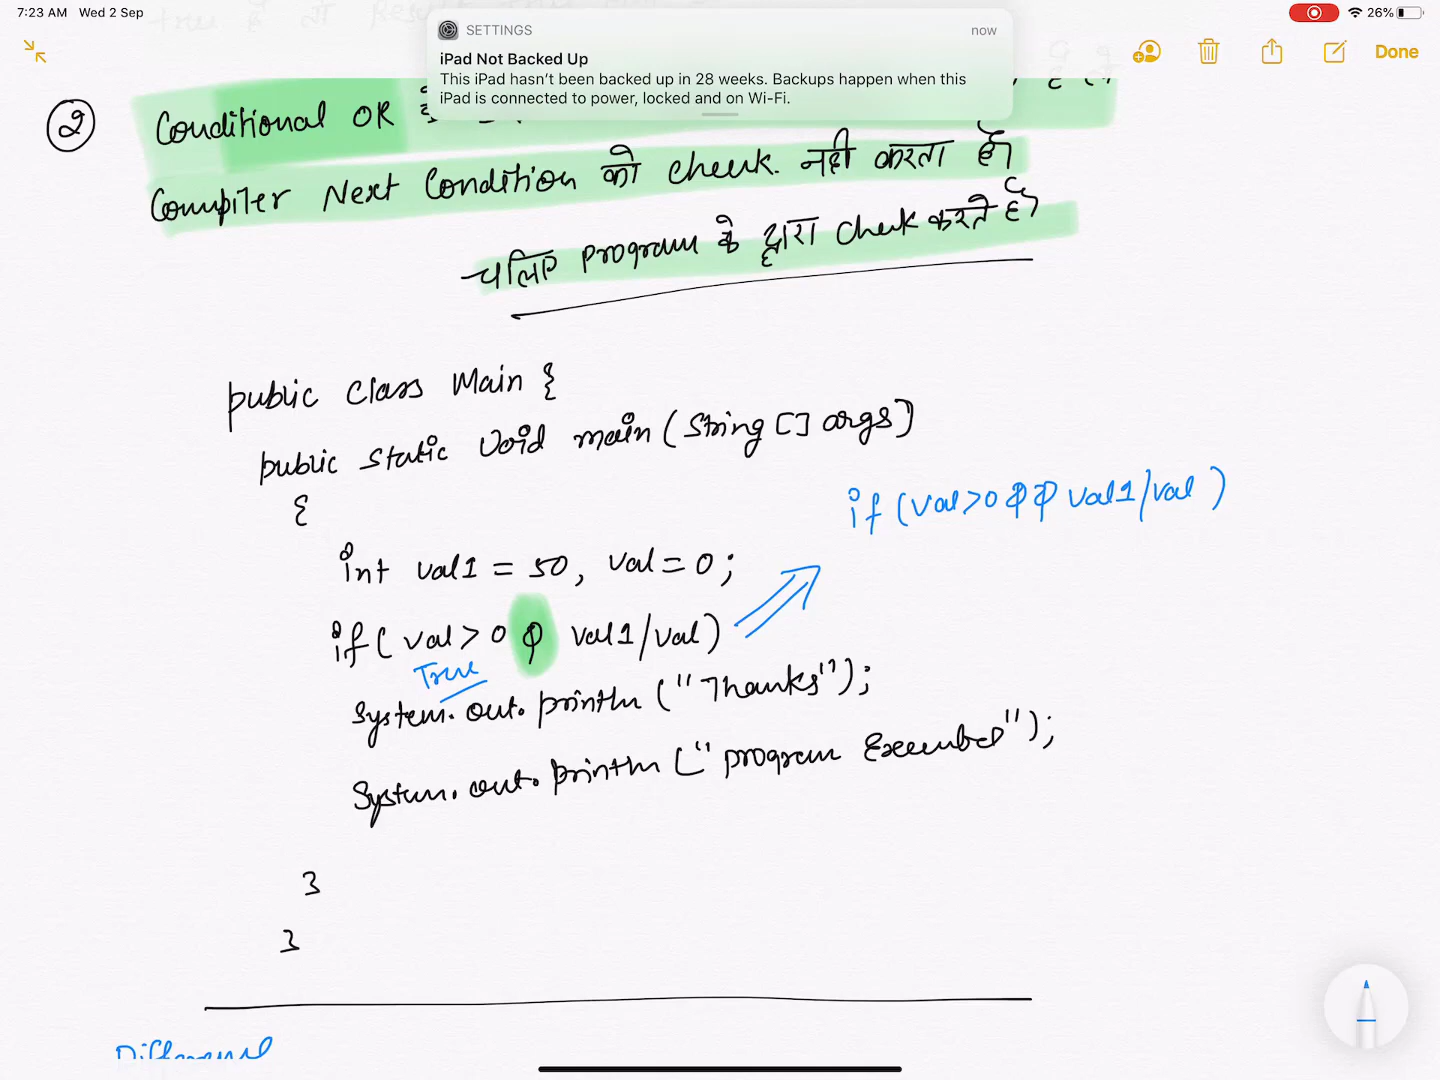 7:23 AM Wed 2 Sep
26%
SETTINGS
now
iPad Not Backed Up
This iPad hasn't been backed up in 28 weeks. Backups happen when this
iPad is connected to power, locked and on Wi-Fi.
Done
② Conditional OR
Compiler Next Condition को check. नही करता है।
चलिए program के द्वारा check करते है
public class Main {
public static void main (String [] args)
{
int val1 = 50, val = 0;
if (val>0 && val1/val)
if( val > 0 & val1/val)
True
System.out.println ("Thanks");
System.out.println ("program Executed");
}
}